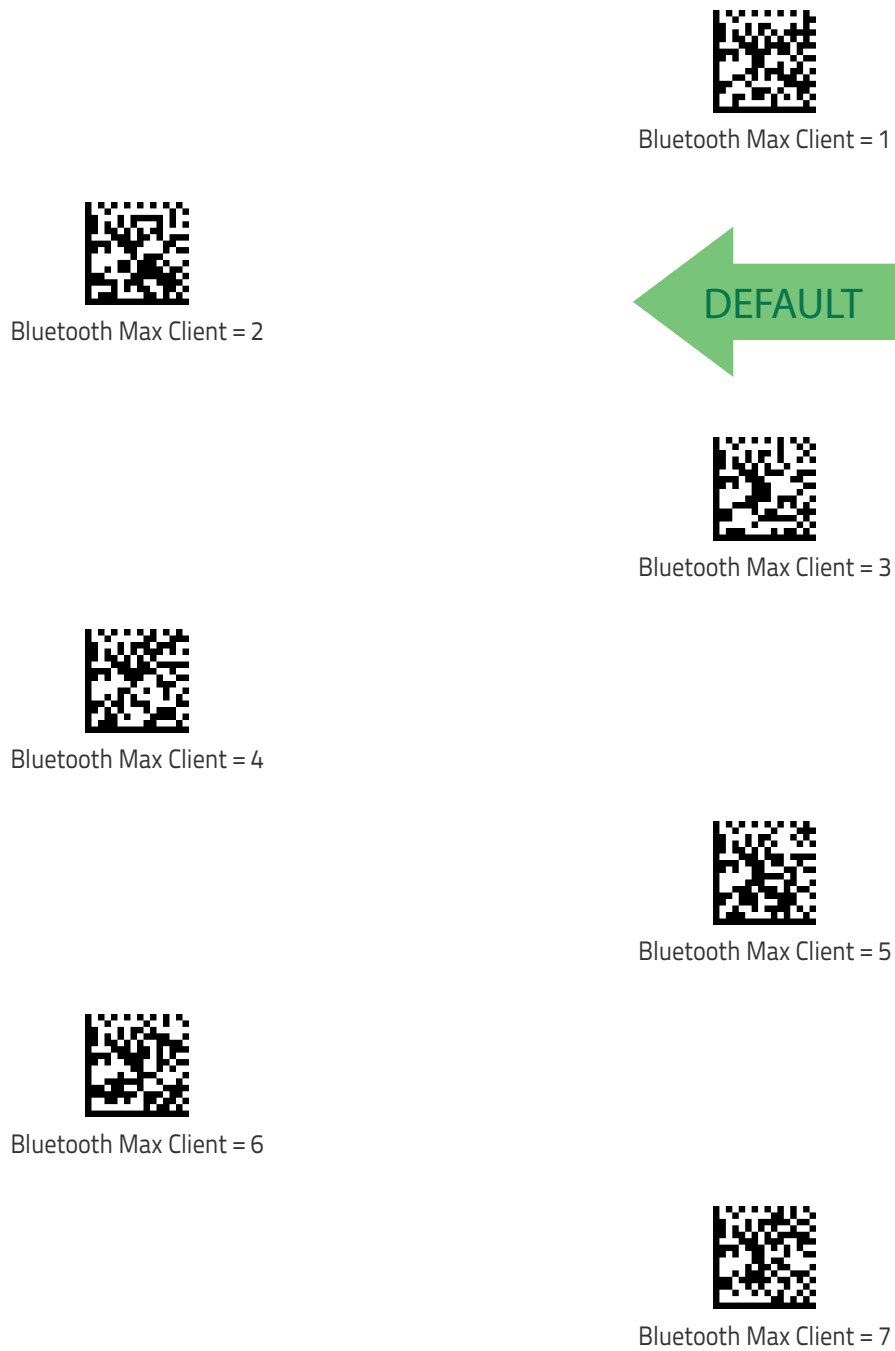 Bluetooth Max Client = 1
Bluetooth Max Client = 2
DEFAULT
Bluetooth Max Client = 3
Bluetooth Max Client = 4
Bluetooth Max Client = 5
Bluetooth Max Client = 6
Bluetooth Max Client = 7